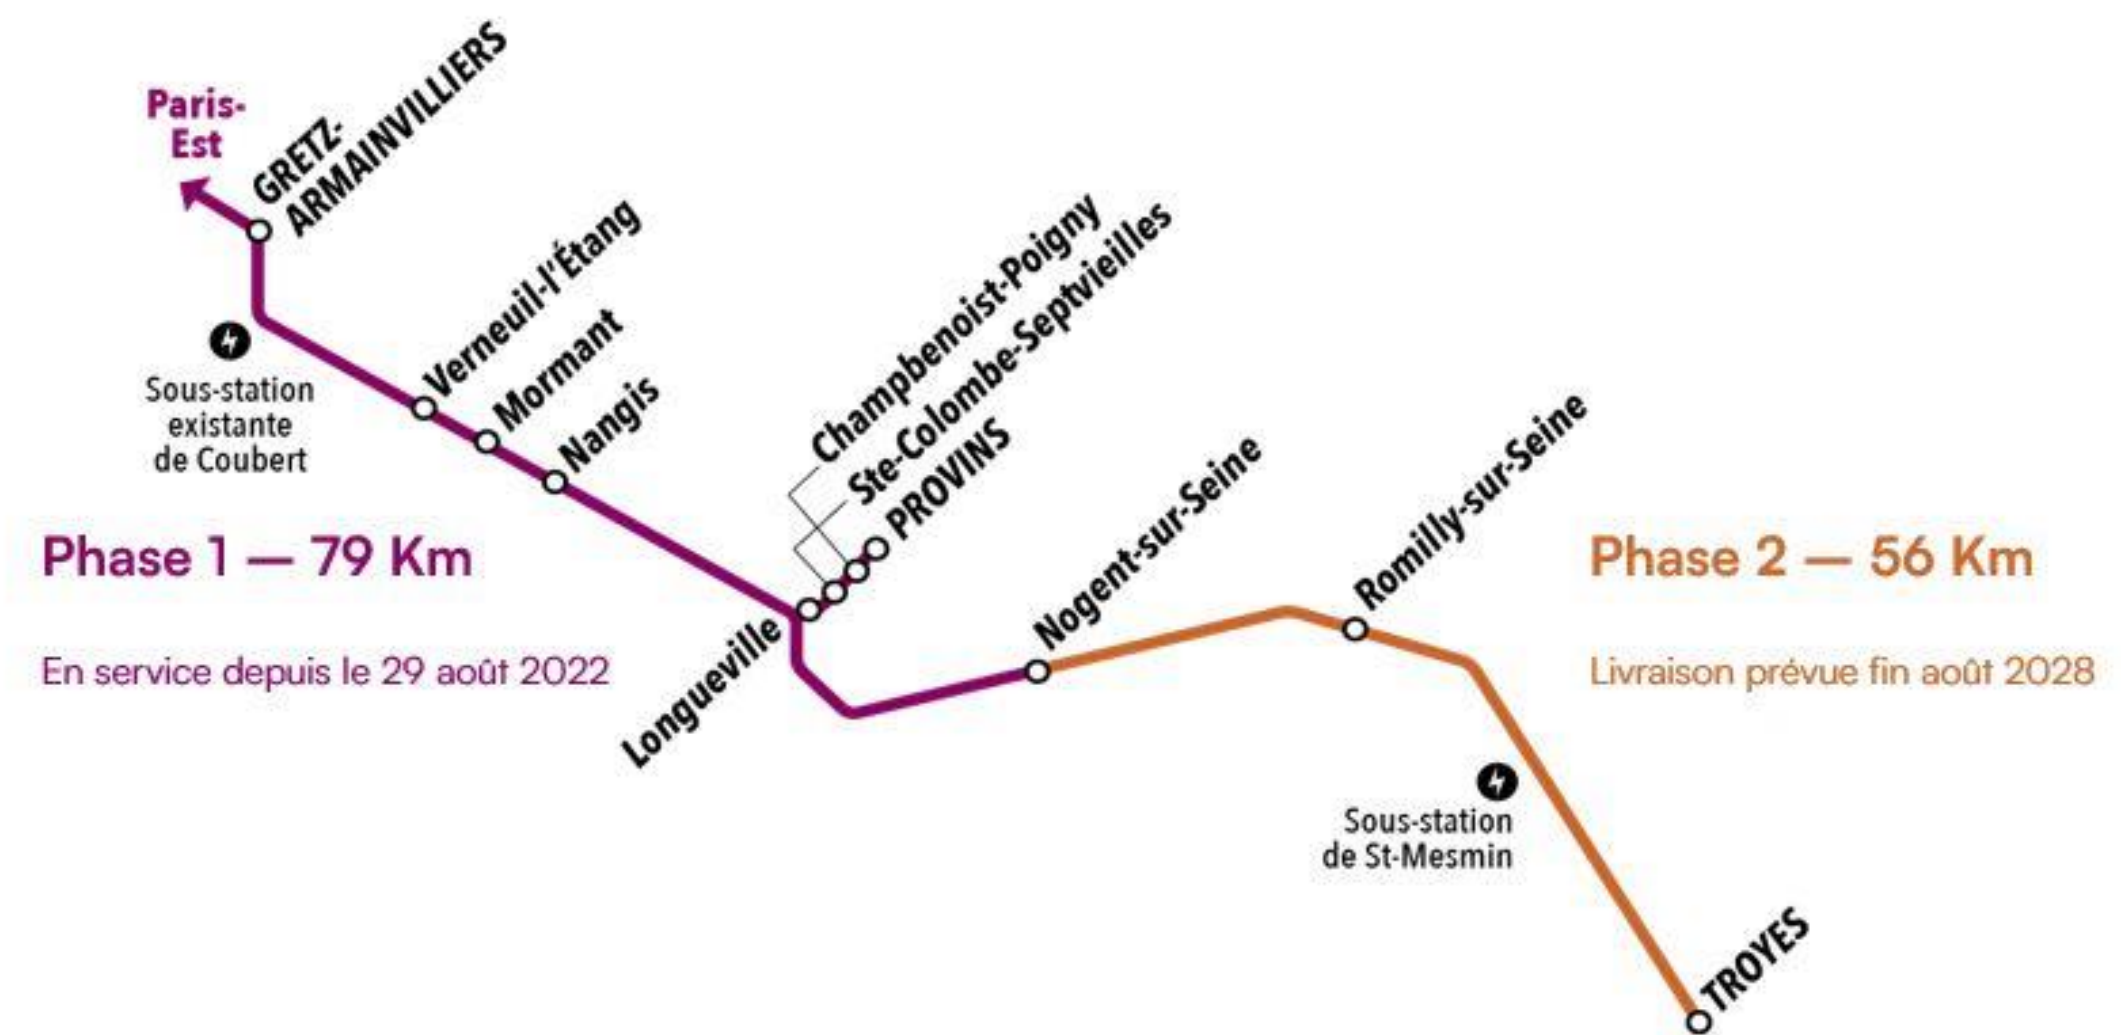 Paris-
Est
GRETZ-
ARMAINVILLIERS
Verneuil-l'Étang
Mormant
Nangis
Sous-station
existante
de Coubert
Champbenoist-Poigny
Ste-Colombe-Septvieilles
PROVINS
Longueville
Nogent-sur-Seine
Romilly-sur-Seine
Phase 1 — 79 Km
En service depuis le 29 août 2022
Phase 2 — 56 Km
Livraison prévue fin août 2028
Sous-station
de St-Mesmin
TROYES